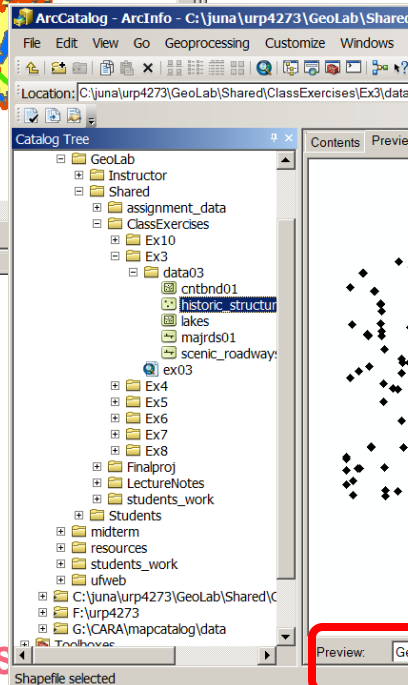 ArcCatalog - ArcInfo - C:\juna\urp4273\GeoLab\Shared
File Edit View Go Geoprocessing Customize Windows
Location: C:\juna\urp4273\GeoLab\Shared\ClassExercises\Ex3\data
Catalog Tree
Contents Previe
GeoLab
Instructor
Shared
assignment_data
ClassExercises
Ex10
Ex3
data03
cntbnd01
historic_structur
lakes
majrds01
scenic_roadway
ex03
Ex4
Ex5
Ex6
Ex7
Ex8
Finalproj
LectureNotes
students_work
Students
midterm
resources
students_work
ufweb
C:\juna\urp4273\GeoLab\Shared\C
F:\urp4273
G:\CARA\mapcatalog\data
Toolboxes
Preview: Ge
Shapefile selected